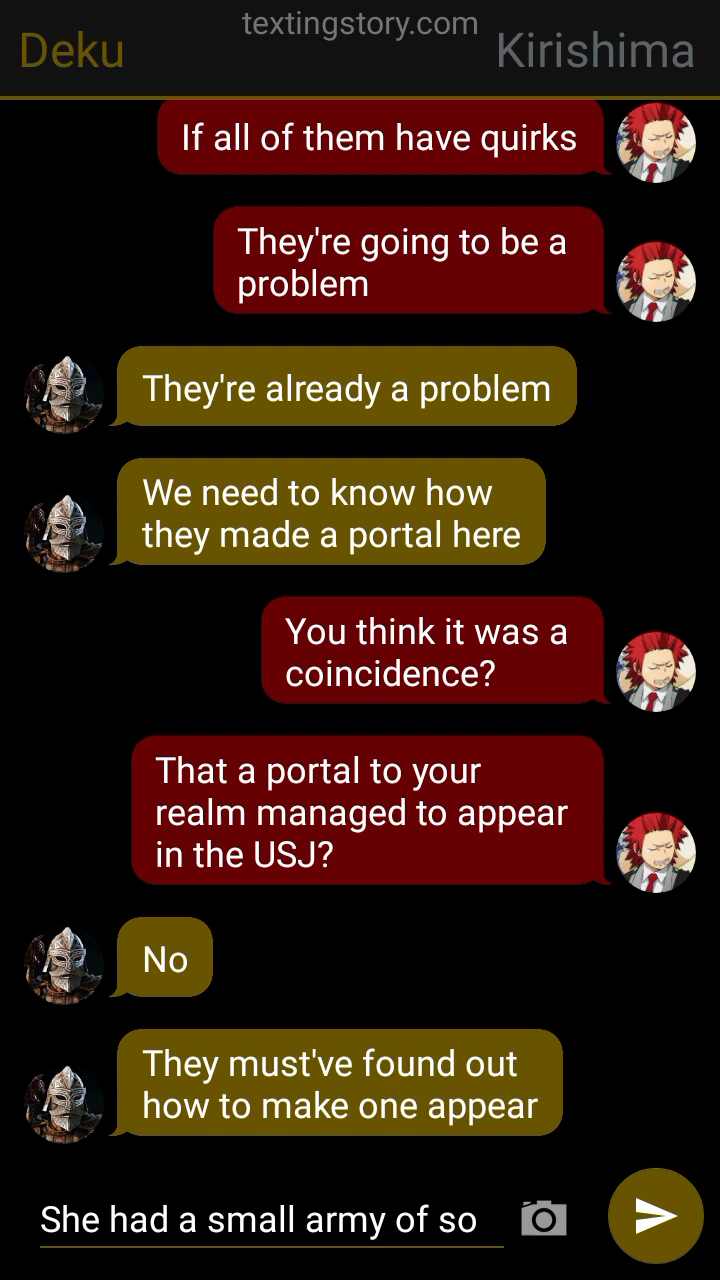 textingstory.com
Deku
Kirishima
If all of them have quirks
They're going to be a
problem
They're already a problem
We need to know how
they made a portal here
You think it was a
coincidence?
That a portal to your
realm managed to appear
in the USJ?
No
They must've found out
how to make one appear
She had a small army of so